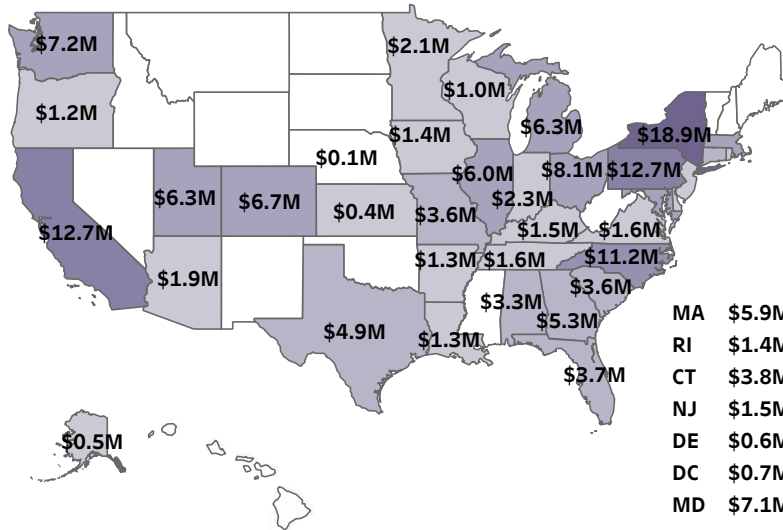 $7.2M
$2.1M
$1.2M
$1.0M
$1.4M
$6.3M
$18.9M
$0.1M
$6.3M
$6.7M
$6.0M
$8.1M
$12.7M
$2.3M
$0.4M
$3.6M
$12.7M
$1.5M
$1.6M
$1.9M
$1.3M
$1.6M
$11.2M
$3.6M
$3.3M
$5.3M
$4.9M
$1.3M
$3.7M
$0.5M
MA $5.9M
RI $1.4M
CT $3.8M
NJ $1.5M
DE $0.6M
DC $0.7M
MD $7.1M